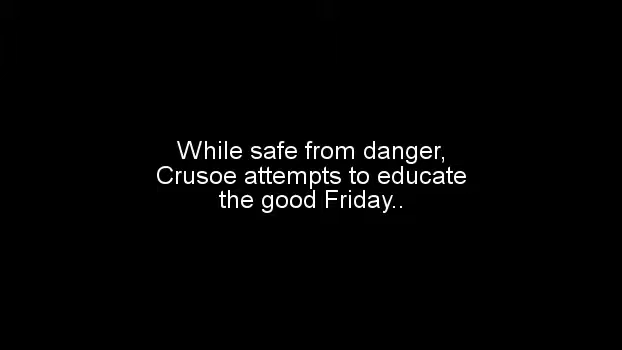 While safe from danger,
Crusoe attempts to educate
the good Friday..